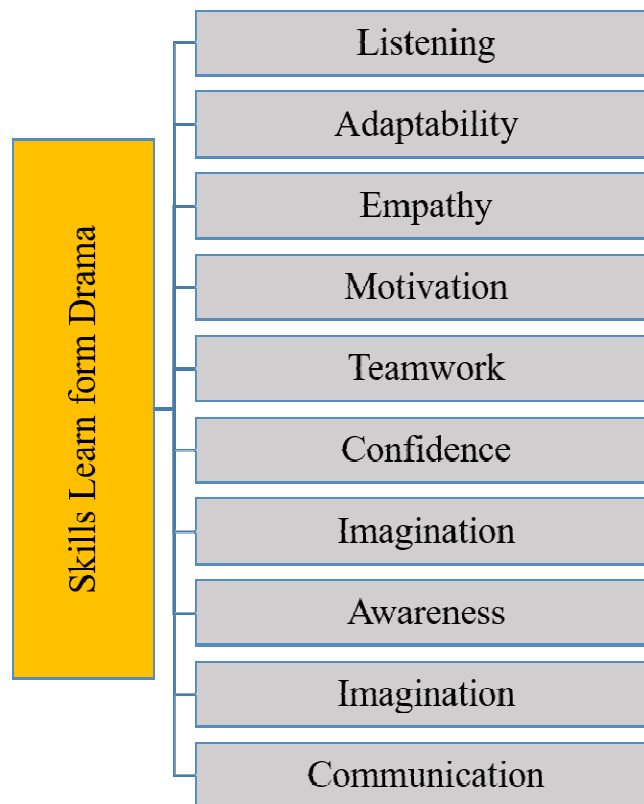 Skills Learn form Drama
Listening
Adaptability
Empathy
Motivation
Teamwork
Confidence
Imagination
Awareness
Imagination
Communication